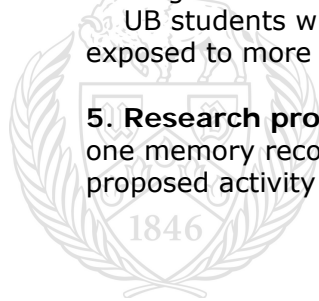 UB students w
exposed to more
5. Research pro
one memory reco
proposed activity
1846